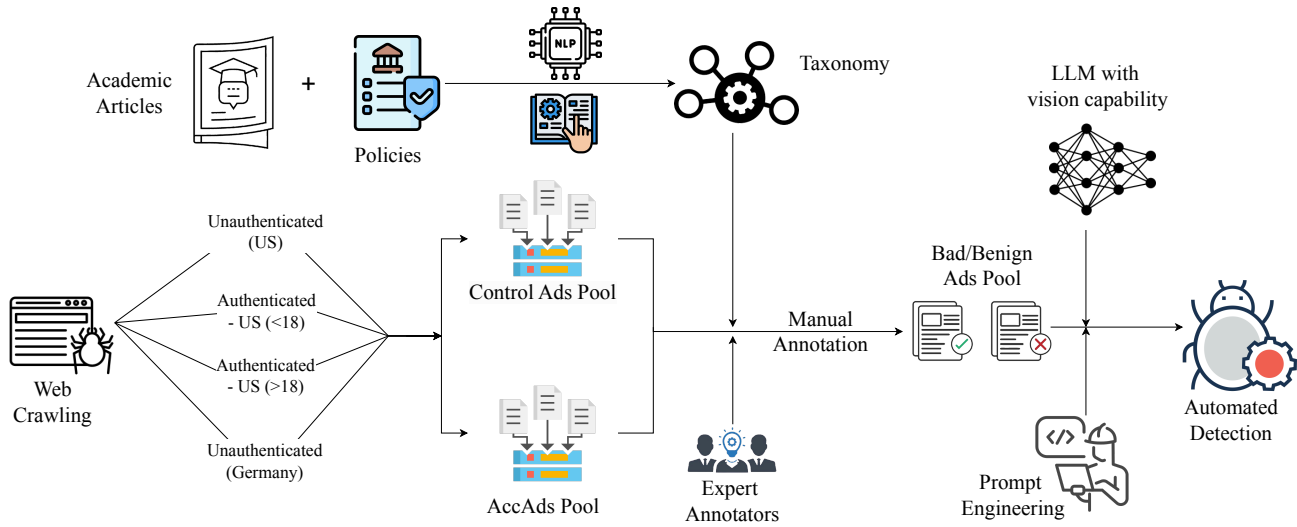 Academic
Articles
+
Policies
NLP
Taxonomy
LLM with
vision capability
Unauthenticated
(US)
Authenticated
- US (<18)
Authenticated
- US (>18)
Unauthenticated
(Germany)
Web
Crawling
Control Ads Pool
AccAds Pool
Manual
Annotation
Expert
Annotators
Bad/Benign
Ads Pool
</>
Prompt
Engineering
Automated
Detection